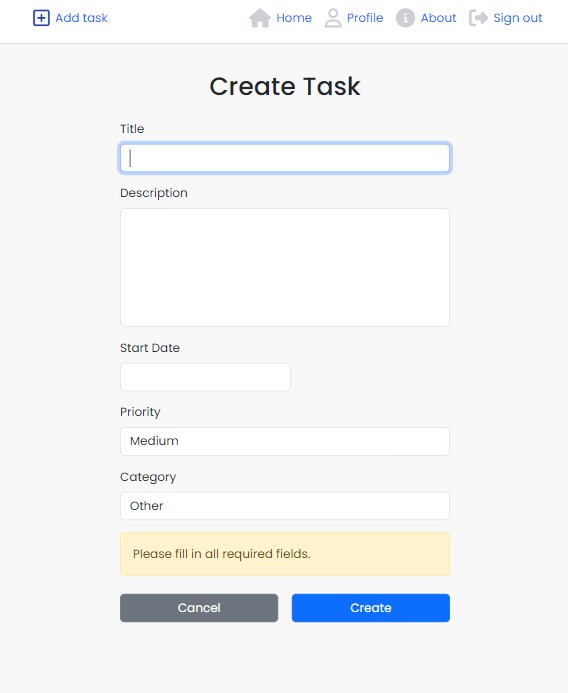 Add task Home Profile About Sign out
Create Task
Title
Description
Start Date
Priority
Medium
Category
Other
Please fill in all required fields.
Cancel Create